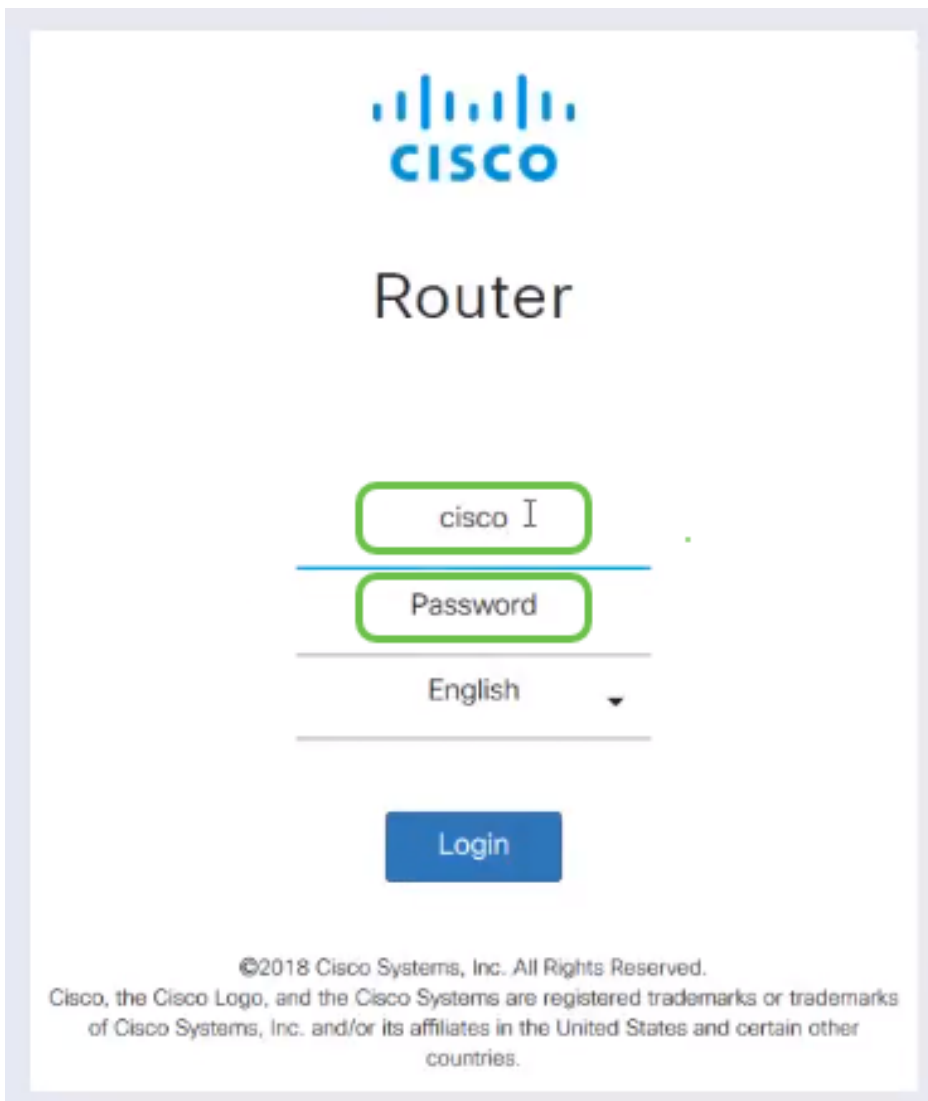 CISCO
Router
cisco
Password
English
Login
©2018 Cisco Systems, Inc. All Rights Reserved.
Cisco, the Cisco Logo, and the Cisco Systems are registered trademarks or trademarks
of Cisco Systems, Inc. and/or its affiliates in the United States and certain other
countries.